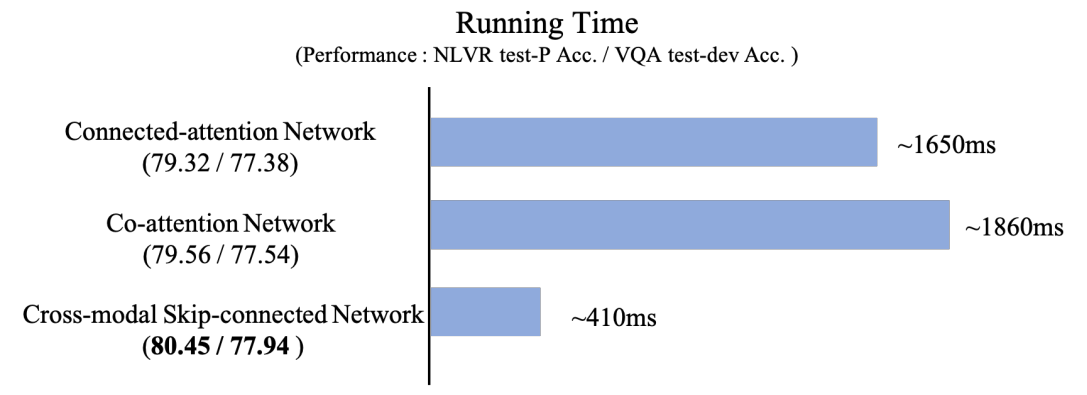 Running Time
(Performance : NLVR test-P Acc. / VQA test-dev Acc. )
Connected-attention Network
(79.32 / 77.38)
~1650ms
Co-attention Network
(79.56 / 77.54)
~1860ms
Cross-modal Skip-connected Network
(80.45 / 77.94 )
~410ms